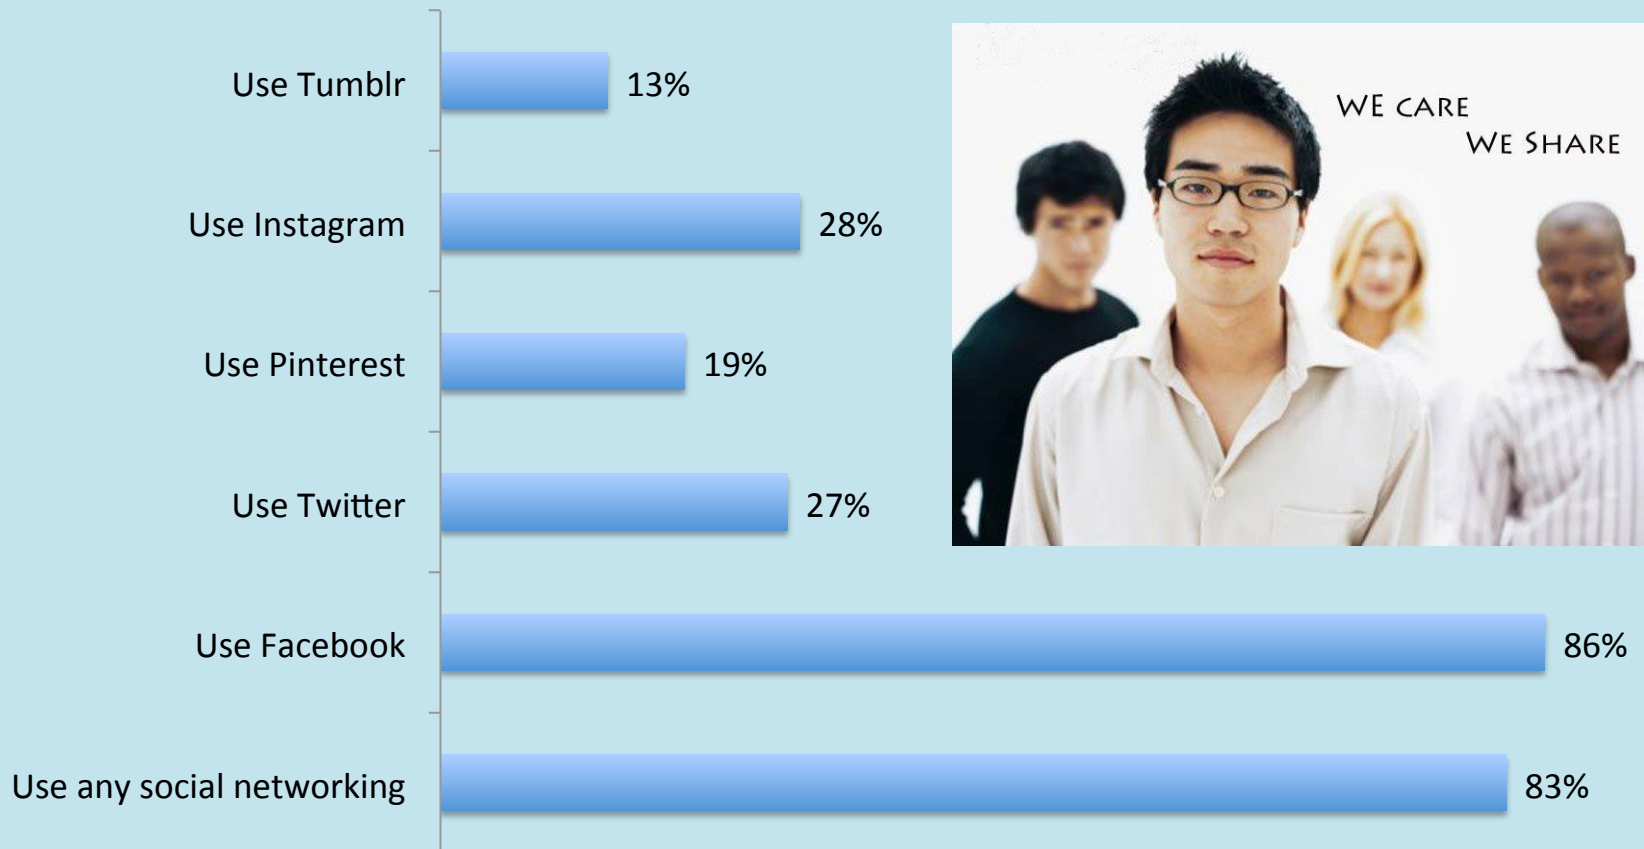 Use Tumblr 13%
WE CARE
WE SHARE
Use Instagram 28%
Use Pinterest 19%
Use Twitter 27%
Use Facebook 86%
Use any social networking 83%